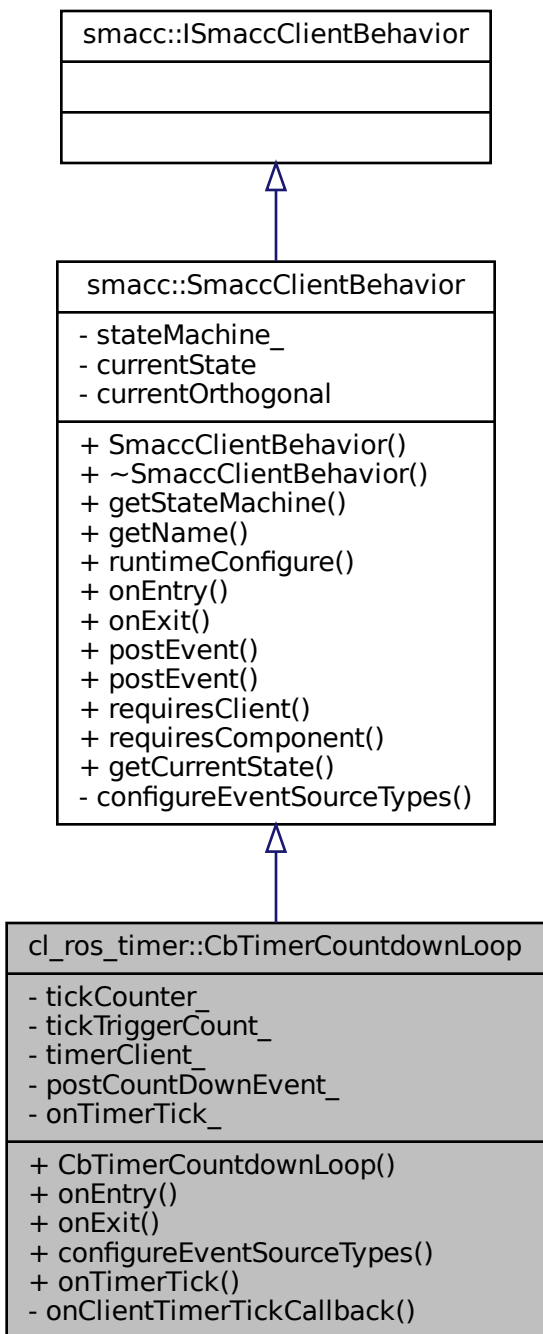 smacc::ISmaccClientBehavior
smacc::SmaccClientBehavior
- stateMachine_
- currentState
- currentOrthogonal
+ SmaccClientBehavior()
+ ~SmaccClientBehavior()
+ getStateMachine()
+ getName()
+ runtimeConfigure()
+ onEntry()
+ onExit()
+ postEvent()
+ postEvent()
+ requiresClient()
+ requiresComponent()
+ getCurrentState()
- configureEventSourceTypes()
cl_ros_timer::CbTimerCountdownLoop
- tickCounter_
- tickTriggerCount_
- timerClient_
- postCountDownEvent_
- onTimerTick_
+ CbTimerCountdownLoop()
+ onEntry()
+ onExit()
+ configureEventSourceTypes()
+ onTimerTick()
- onClientTimerTickCallback()